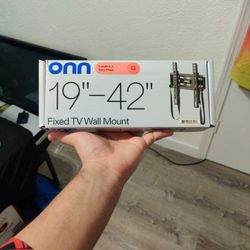 onn
19"-42"
Fixed TV Wall Mount